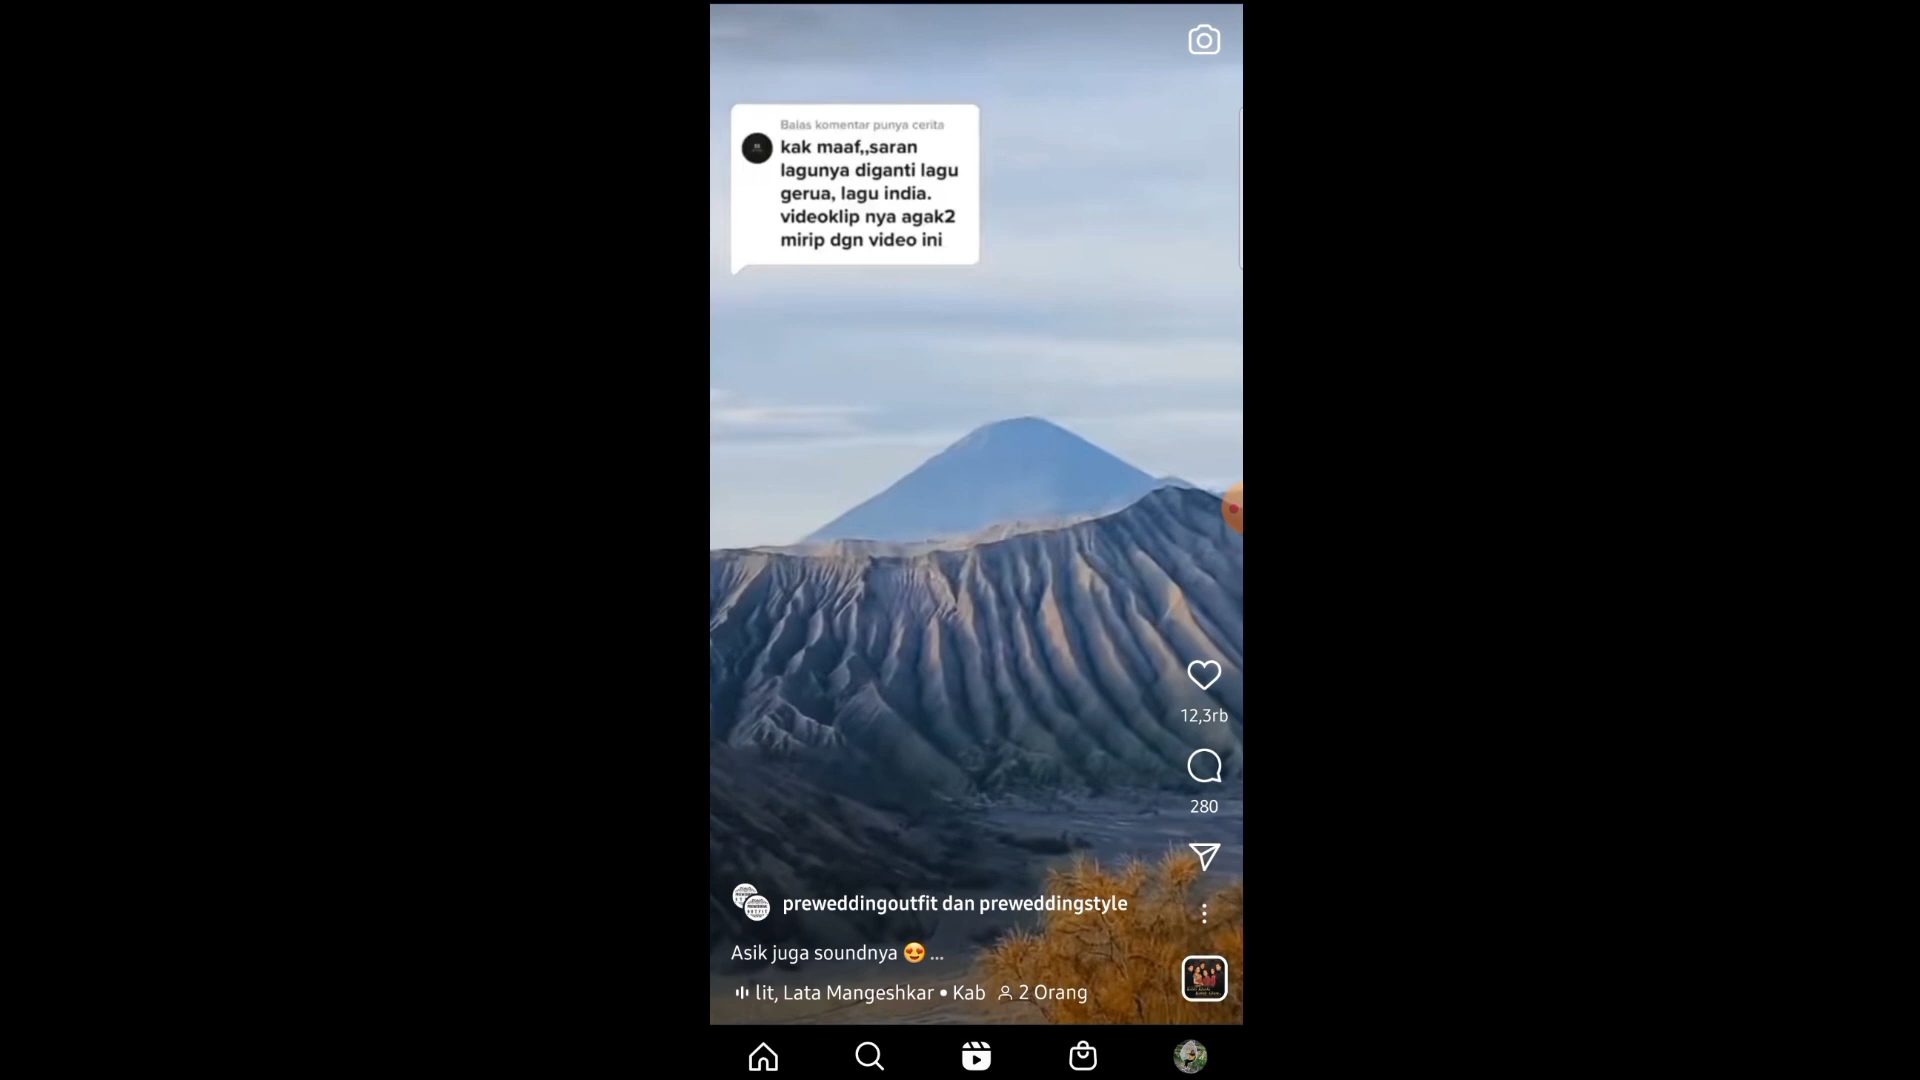 Balas komentar punya cerita
kak maaf,,saran
lagunya diganti lagu
gerua, lagu india.
videoklip nya agak2
mirip dgn video ini
12,3rb
280
preweddingoutfit dan preweddingstyle
Asik juga soundnya 😍 ...
lit, Lata Mangeshkar • Kab 2 Orang